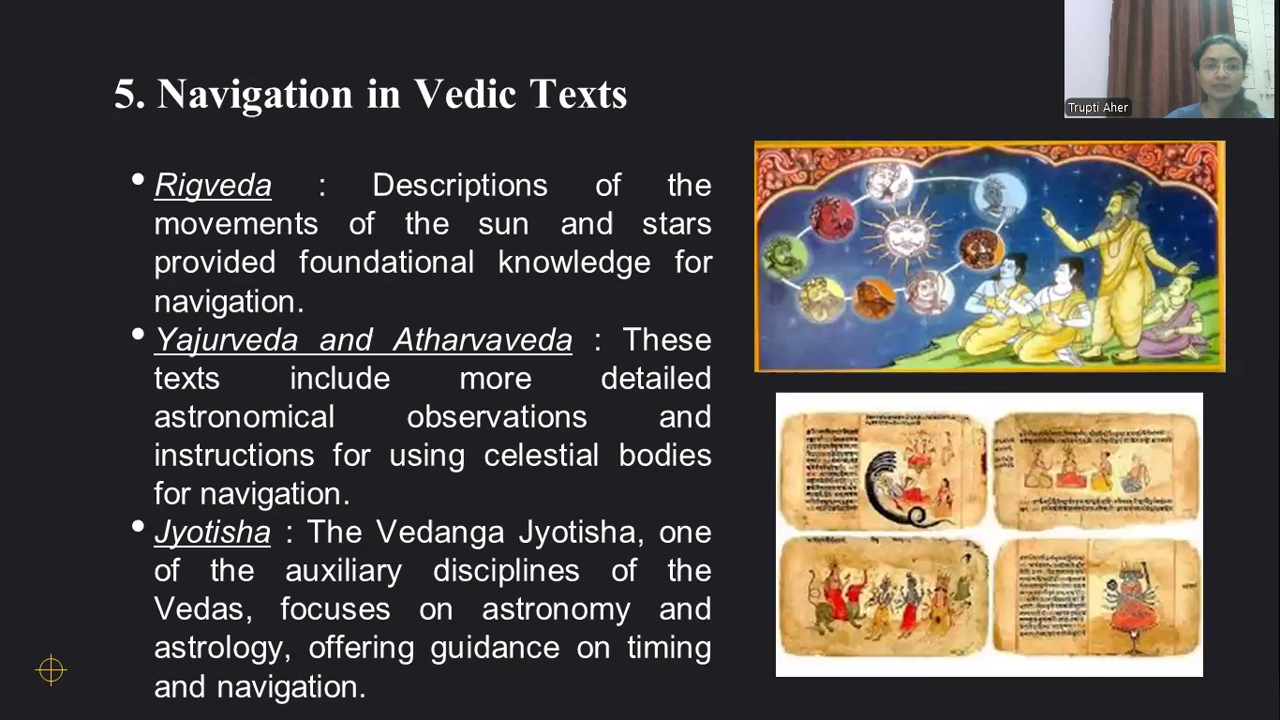 5. Navigation in Vedic Texts
Trupti Aher
• Rigveda : Descriptions of the
movements of the sun and stars
provided foundational knowledge for
navigation.
• Yajurveda and Atharvaveda : These
texts include more detailed
astronomical observations and
instructions for using celestial bodies
for navigation.
• Jyotisha : The Vedanga Jyotisha, one
of the auxiliary disciplines of the
Vedas, focuses on astronomy and
astrology, offering guidance on timing
and navigation.